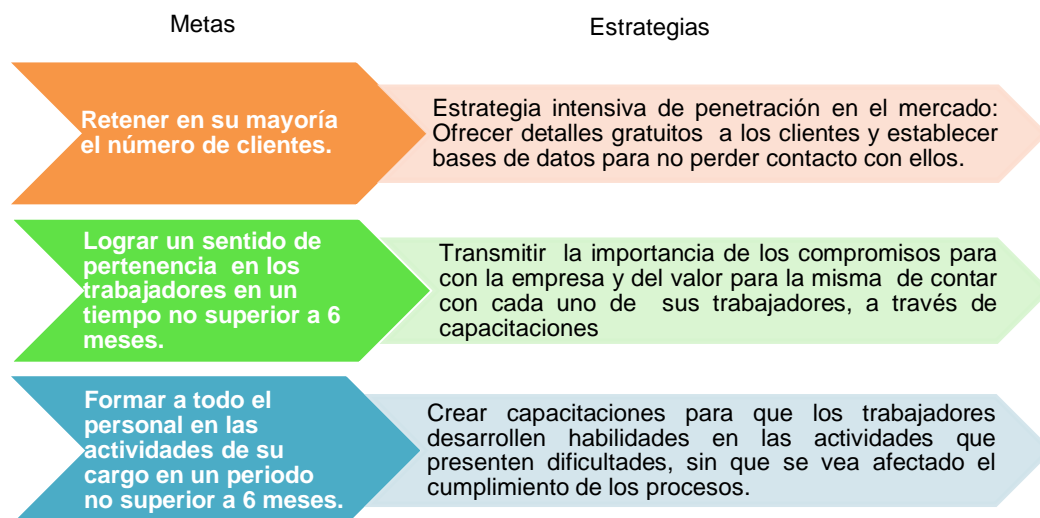 Metas
Estrategias
Retener en su mayoría
el número de clientes.
Estrategia intensiva de penetración en el mercado:
Ofrecer detalles gratuitos a los clientes y establecer
bases de datos para no perder contacto con ellos.
Lograr un sentido de
pertenencia en los
trabajadores en un
tiempo no superior a 6
meses.
Transmitir la importancia de los compromisos para
con la empresa y del valor para la misma de contar
con cada uno de sus trabajadores, a través de
capacitaciones
Formar a todo el
personal en las
actividades de su
cargo en un periodo
no superior a 6 meses.
Crear capacitaciones para que los trabajadores
desarrollen habilidades en las actividades que
presenten dificultades, sin que se vea afectado el
cumplimiento de los procesos.